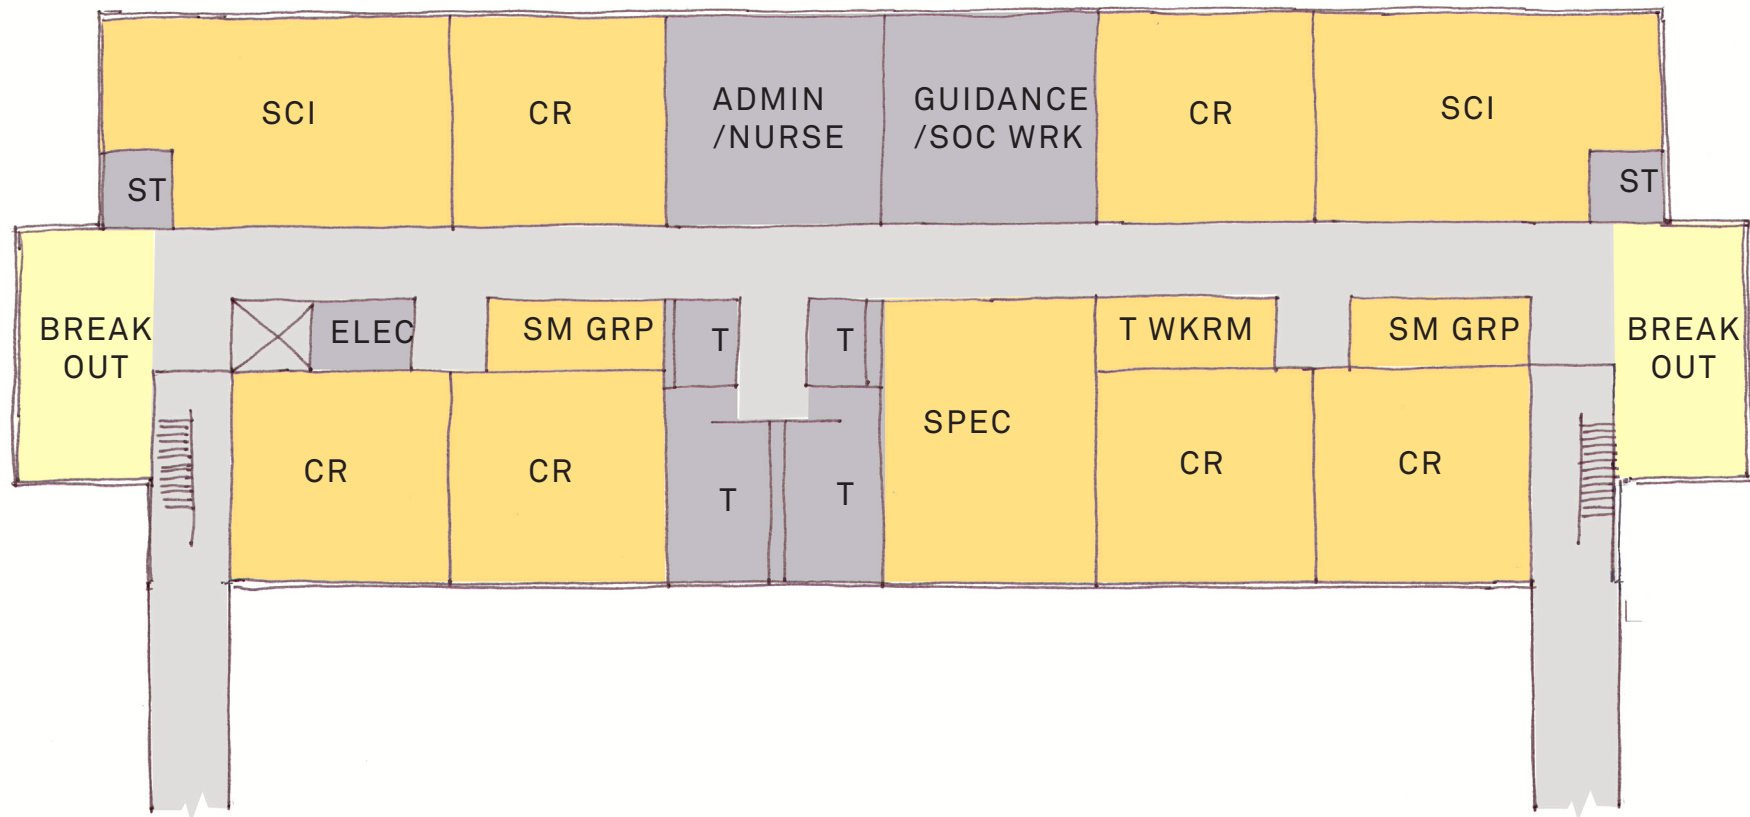 SCI
CR
ADMIN
/NURSE
GUIDANCE
/SOC WRK
CR
SCI
ST
ST
BREAK
OUT
ELEC
SM GRP
T
T
T WKRM
SM GRP
BREAK
OUT
SPEC
CR
CR
T
T
CR
CR